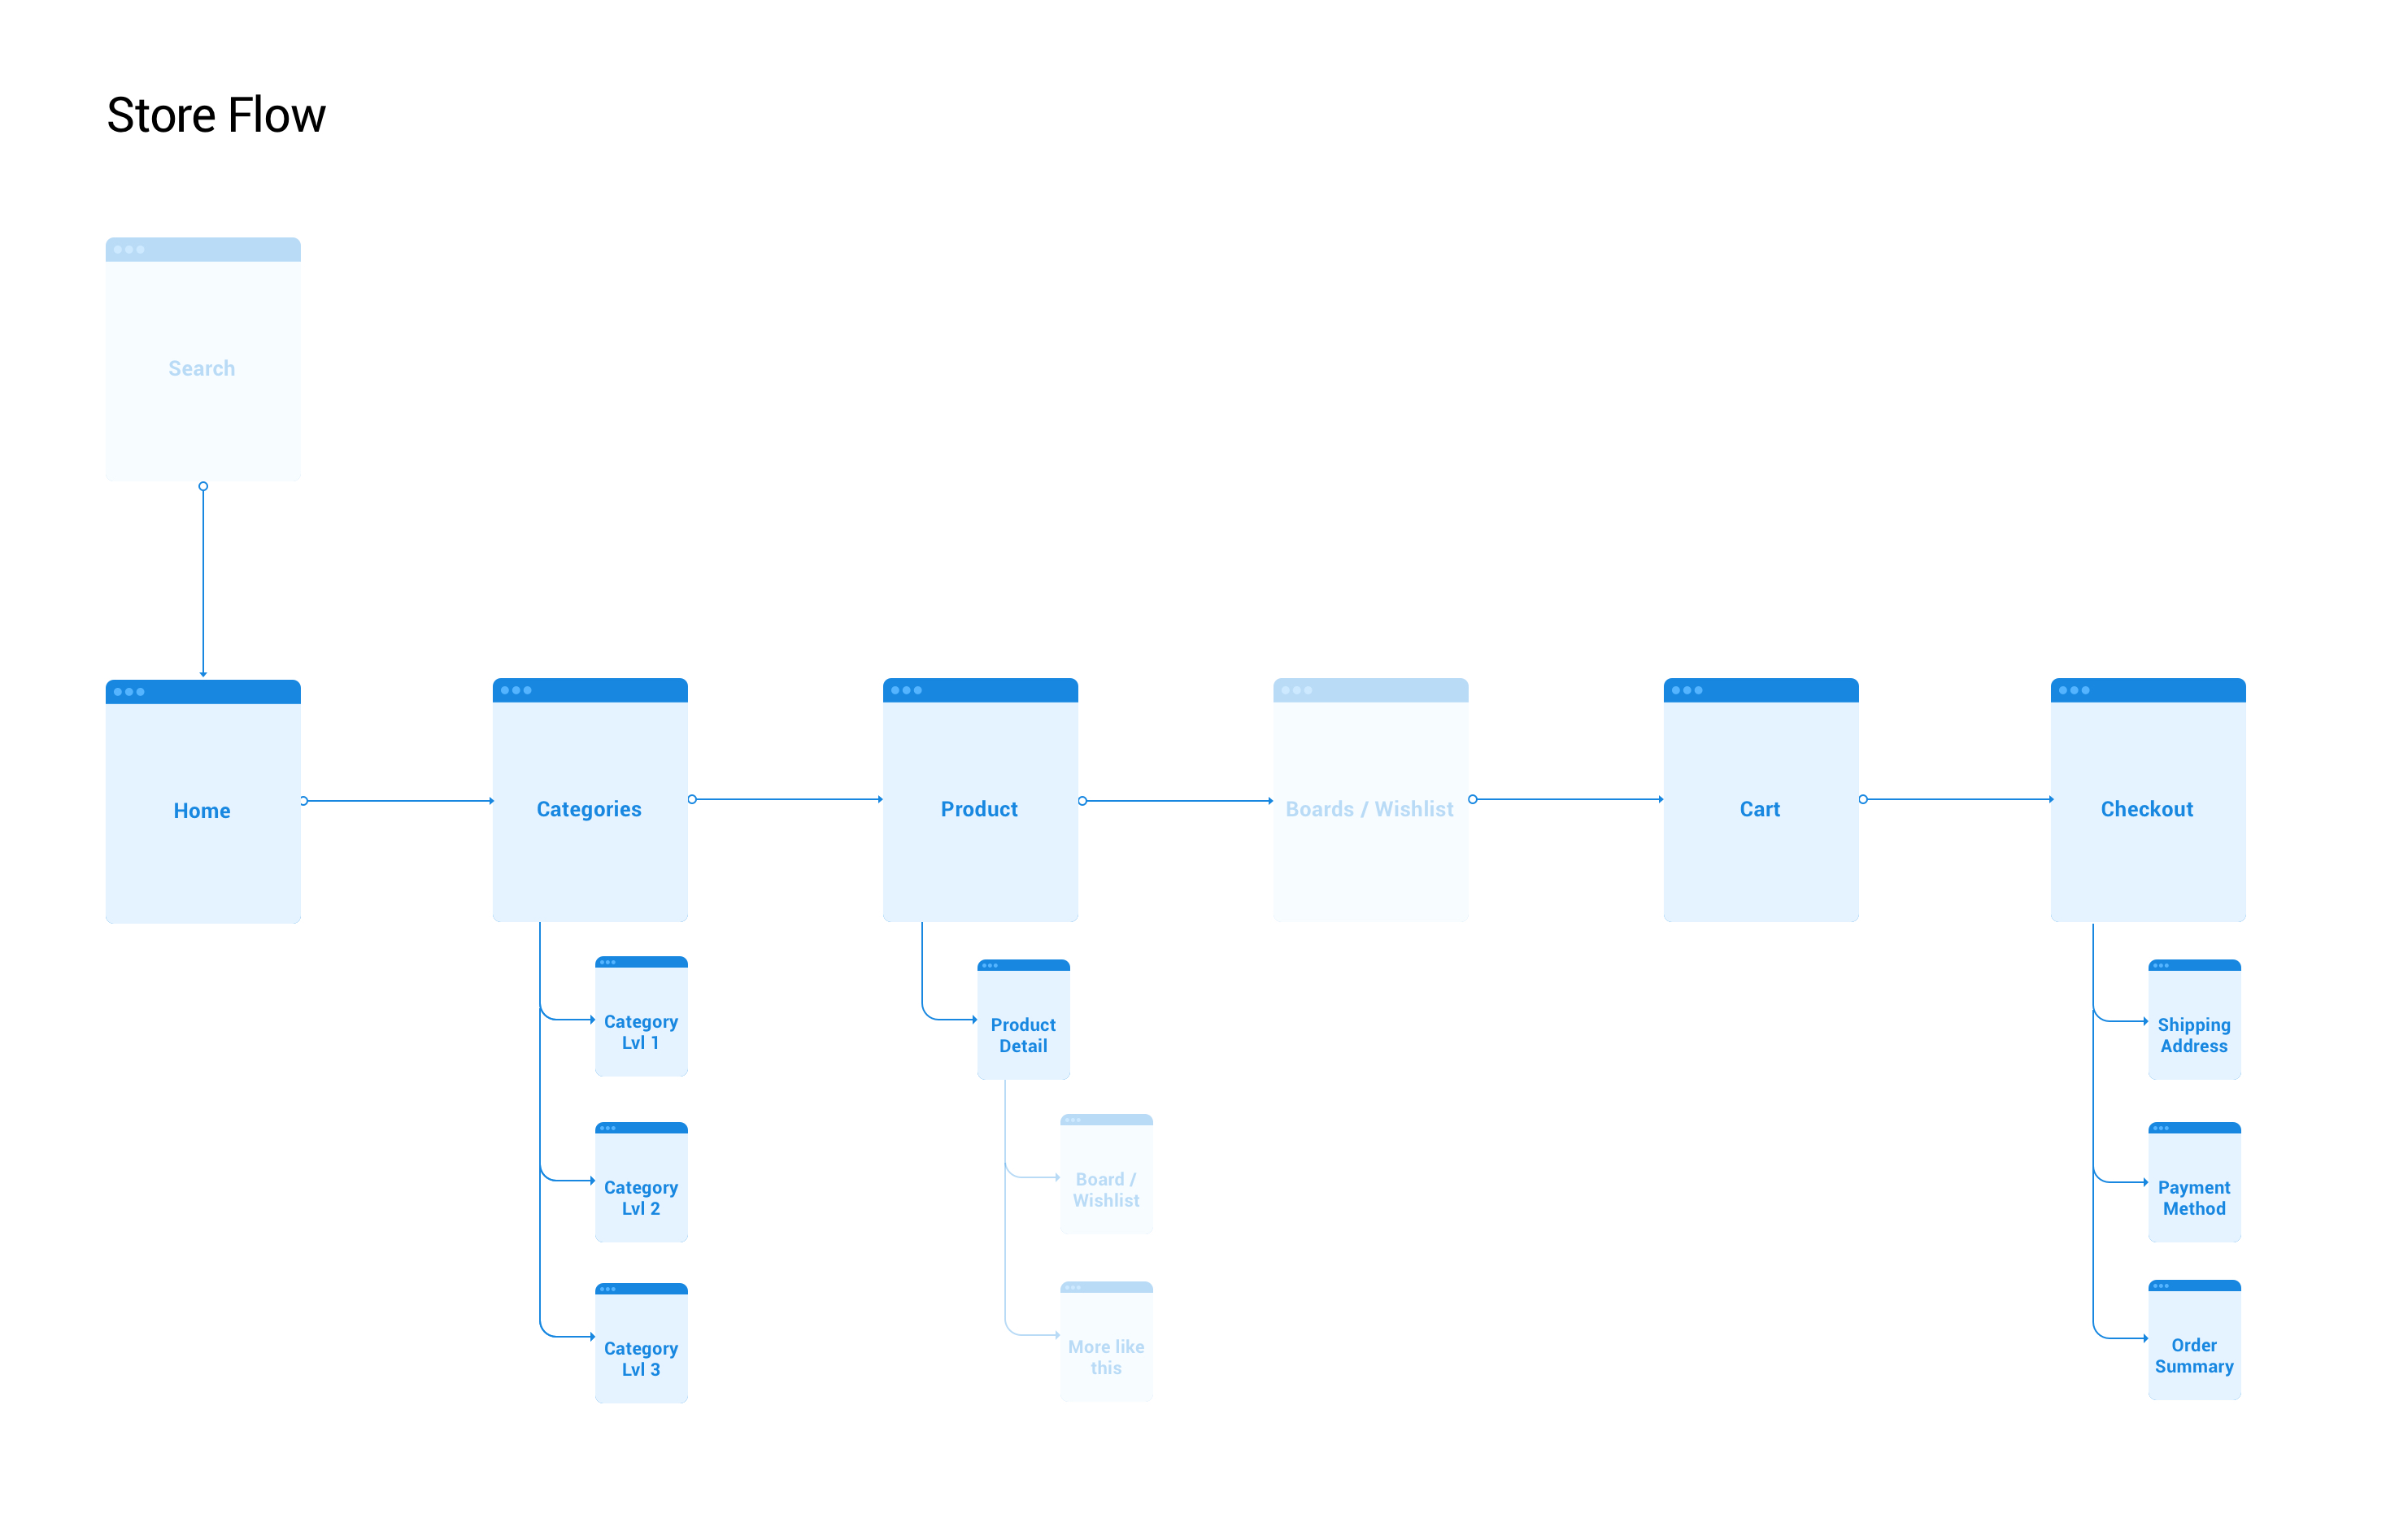 Store Flow
Search
Home
Categories
Product
Boards / Wishlist
Cart
Checkout
Category
Lvl 1
Category
Lvl 2
Category
Lvl 3
Product
Detail
Board /
Wishlist
More like
this
Shipping
Address
Payment
Method
Order
Summary